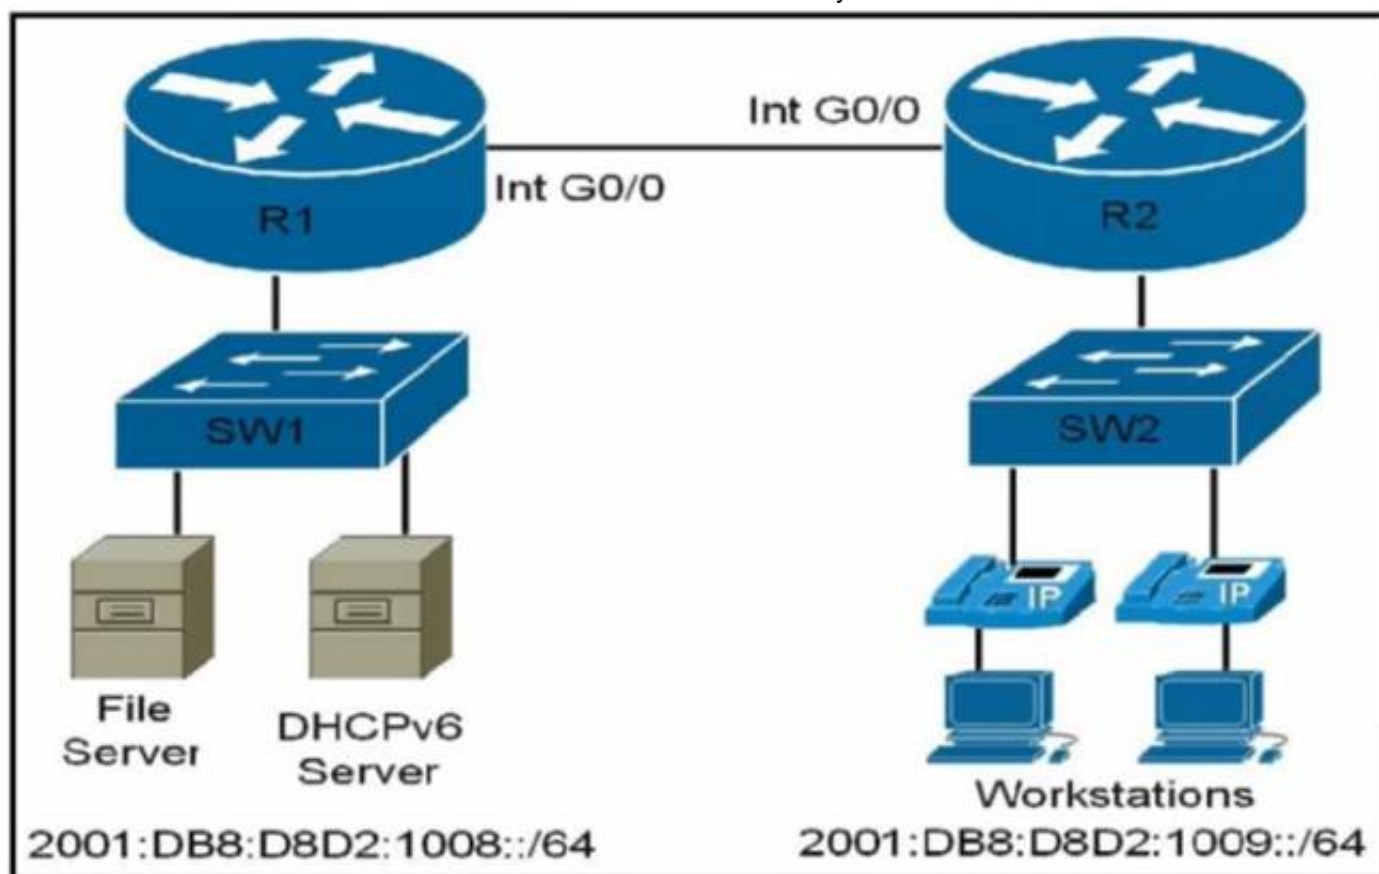 Int G0/0
Int G0/0
R1
R2
SW1
SW2
IP
IP
File
Server
DHCPv6
Server
Workstations
2001:DB8:D8D2:1008::/64
2001:DB8:D8D2:1009::/64